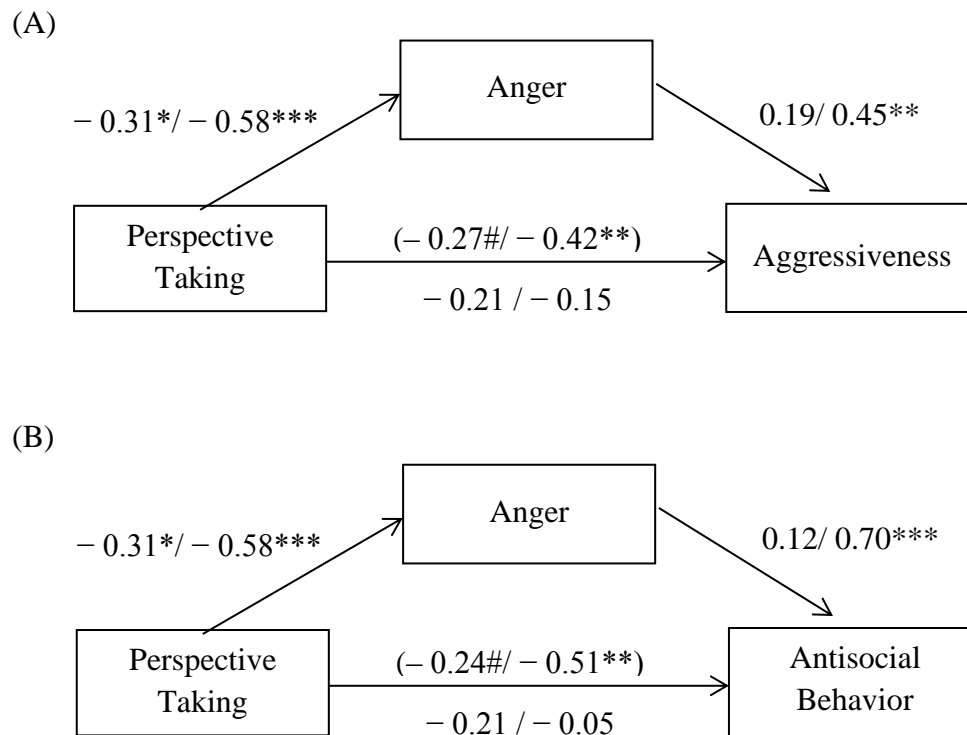 (A)
Anger
− 0.31*/ − 0.58***
0.19/ 0.45**
Perspective
Taking
(– 0.27#/ − 0.42**)
− 0.21 / − 0.15
Aggressiveness
(B)
Anger
− 0.31*/ − 0.58***
0.12/ 0.70***
Perspective
Taking
(– 0.24#/ − 0.51**)
− 0.21 / − 0.05
Antisocial
Behavior